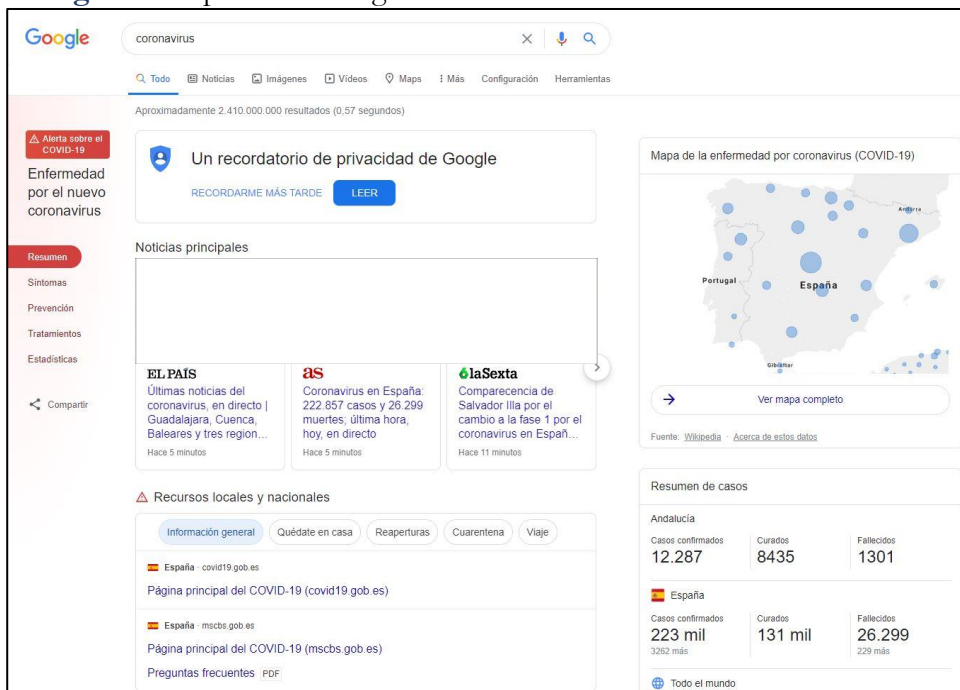 Google
coronavirus
Todo Noticias Imágenes Vídeos Maps Más Configuración Herramientas
Aproximadamente 2.410.000.000 resultados (0,57 segundos)
Alerta sobre el
COVID-19
Enfermedad
por el nuevo
coronavirus
Resumen
Síntomas
Prevención
Tratamientos
Estadísticas
Compartir
Un recordatorio de privacidad de Google
RECORDARME MÁS TARDE LEER
Noticias principales
EL PAÍS
Últimas noticias del
coronavirus, en directo |
Guadalajara, Cuenca,
Baleares y tres region...
Hace 5 minutos
as
Coronavirus en España:
222.857 casos y 26.299
muertes; última hora,
hoy, en directo
Hace 5 minutos
laSexta
Comparecencia de
Salvador Illa por el
cambio a la fase 1 por el
coronavirus en Españ...
Hace 11 minutos
Recursos locales y nacionales
Información general Quédate en casa Reaperturas Cuarentena Viaje
España · covid19.gob.es
Página principal del COVID-19 (covid19.gob.es)
España · mscbs.gob.es
Página principal del COVID-19 (mscbs.gob.es)
Preguntas frecuentes PDF
Mapa de la enfermedad por coronavirus (COVID-19)
Andorra
Portugal
España
Gibraltar
Ver mapa completo
Fuente: Wikipedia · Acerca de estos datos
Resumen de casos
Andalucía
Casos confirmados Curados Fallecidos
12.287 8435 1301
España
Casos confirmados Curados Fallecidos
223 mil 131 mil 26.299
3262 más 229 más
Todo el mundo